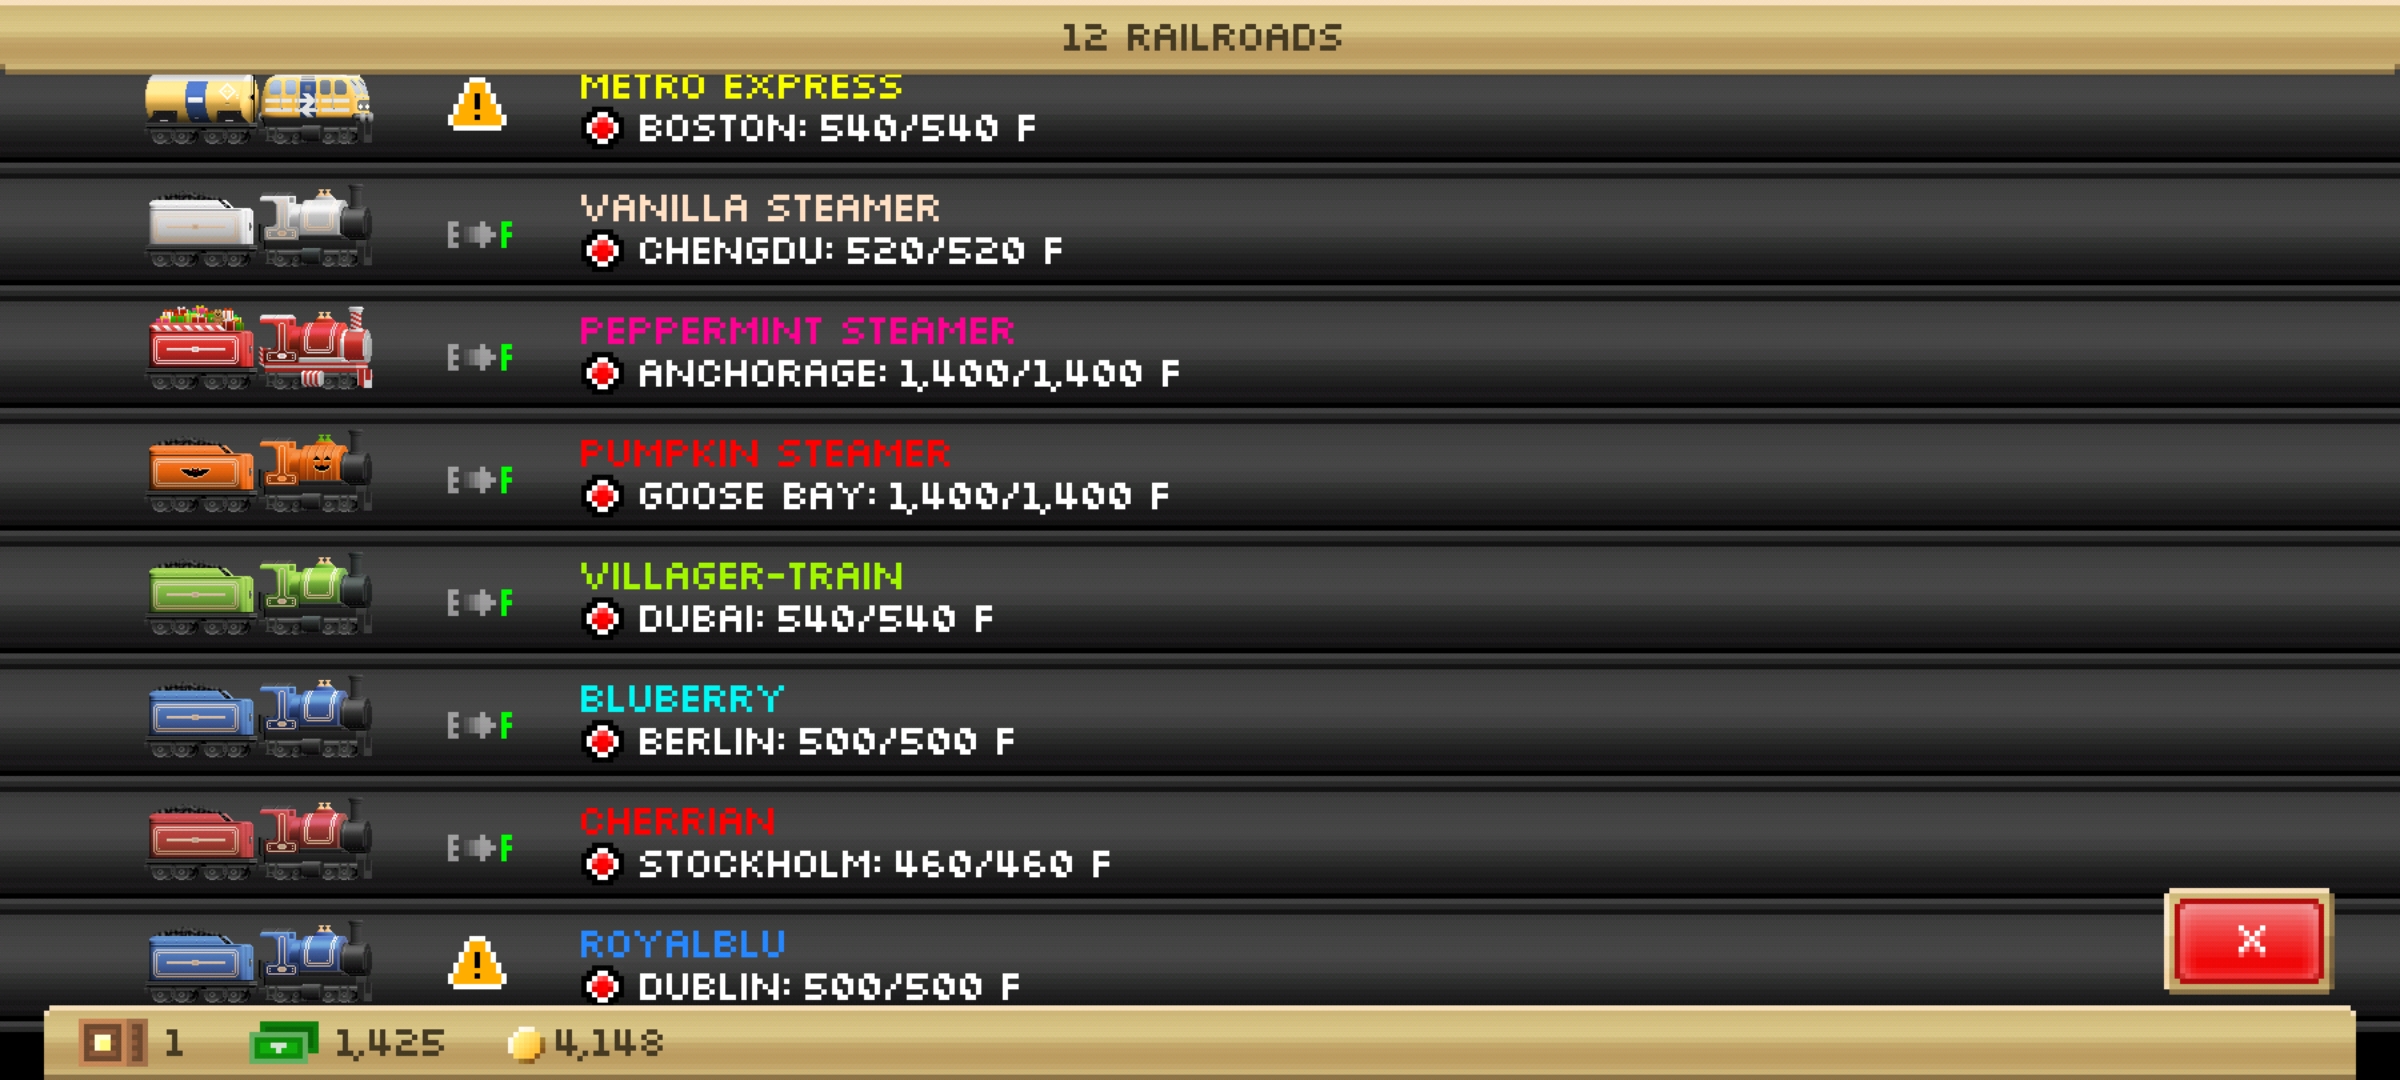 12 RAILROADS
METRO EXPRESS
BOSTON: 540/540 F
VANILLA STEAMER
E F CHENGDU: 520/520 F
PEPPERMINT STEAMER
E F ANCHORAGE: 1,400/1,400 F
PUMPKIN STEAMER
E F GOOSE BAY: 1,400/1,400 F
VILLAGER-TRAIN
E F DUBAI: 540/540 F
BLUBERRY
E F BERLIN: 500/500 F
CHERRIAN
E F STOCKHOLM: 460/460 F
ROYALBLU
DUBLIN: 500/500 F
X
1 1,425 4,148